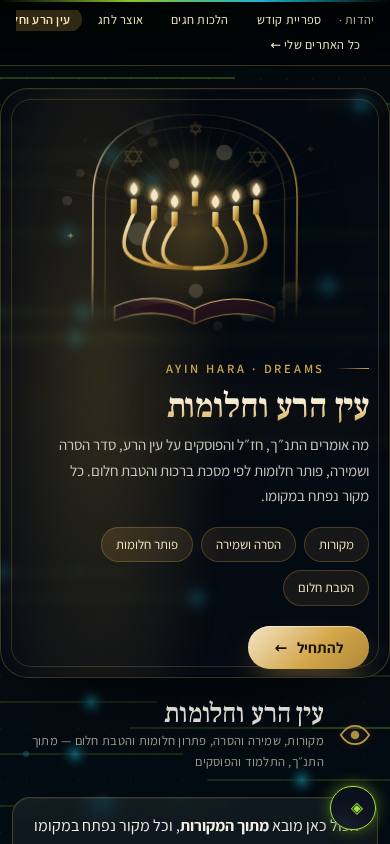 יהדות ·
ספריית קודש
הלכות חגים
אוצר לחג
עין הרע
כל האתרים שלי ←
AYIN HARA · DREAMS
עין הרע וחלומות
מה אומרים התנ״ך, חז״ל והפוסקים על עין הרע, סדר הסרה
ושמירה, פותר חלומות לפי מסכת ברכות והטבת חלום. כל
מקור נפתח במקומו.
מקורות
הסרה ושמירה
פותר חלומות
הטבת חלום
להתחיל ←
עין הרע וחלומות
מקורות, שמירה והסרה, פתרון חלומות והטבת חלום — מתוך
התנ״ך, התלמוד והפוסקים
כאן מובא מתוך המקורות, וכל מקור נפתח במקומו